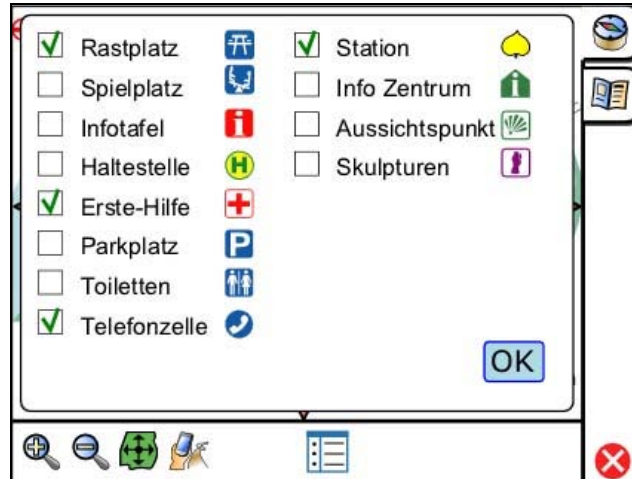 Rastplatz
Spielplatz
Infotafel
i
Haltestelle
H
Erste-Hilfe
Parkplatz
P
Toiletten
Telefonzelle
Station
Info Zentrum
i
Aussichtspunkt
Skulpturen
OK